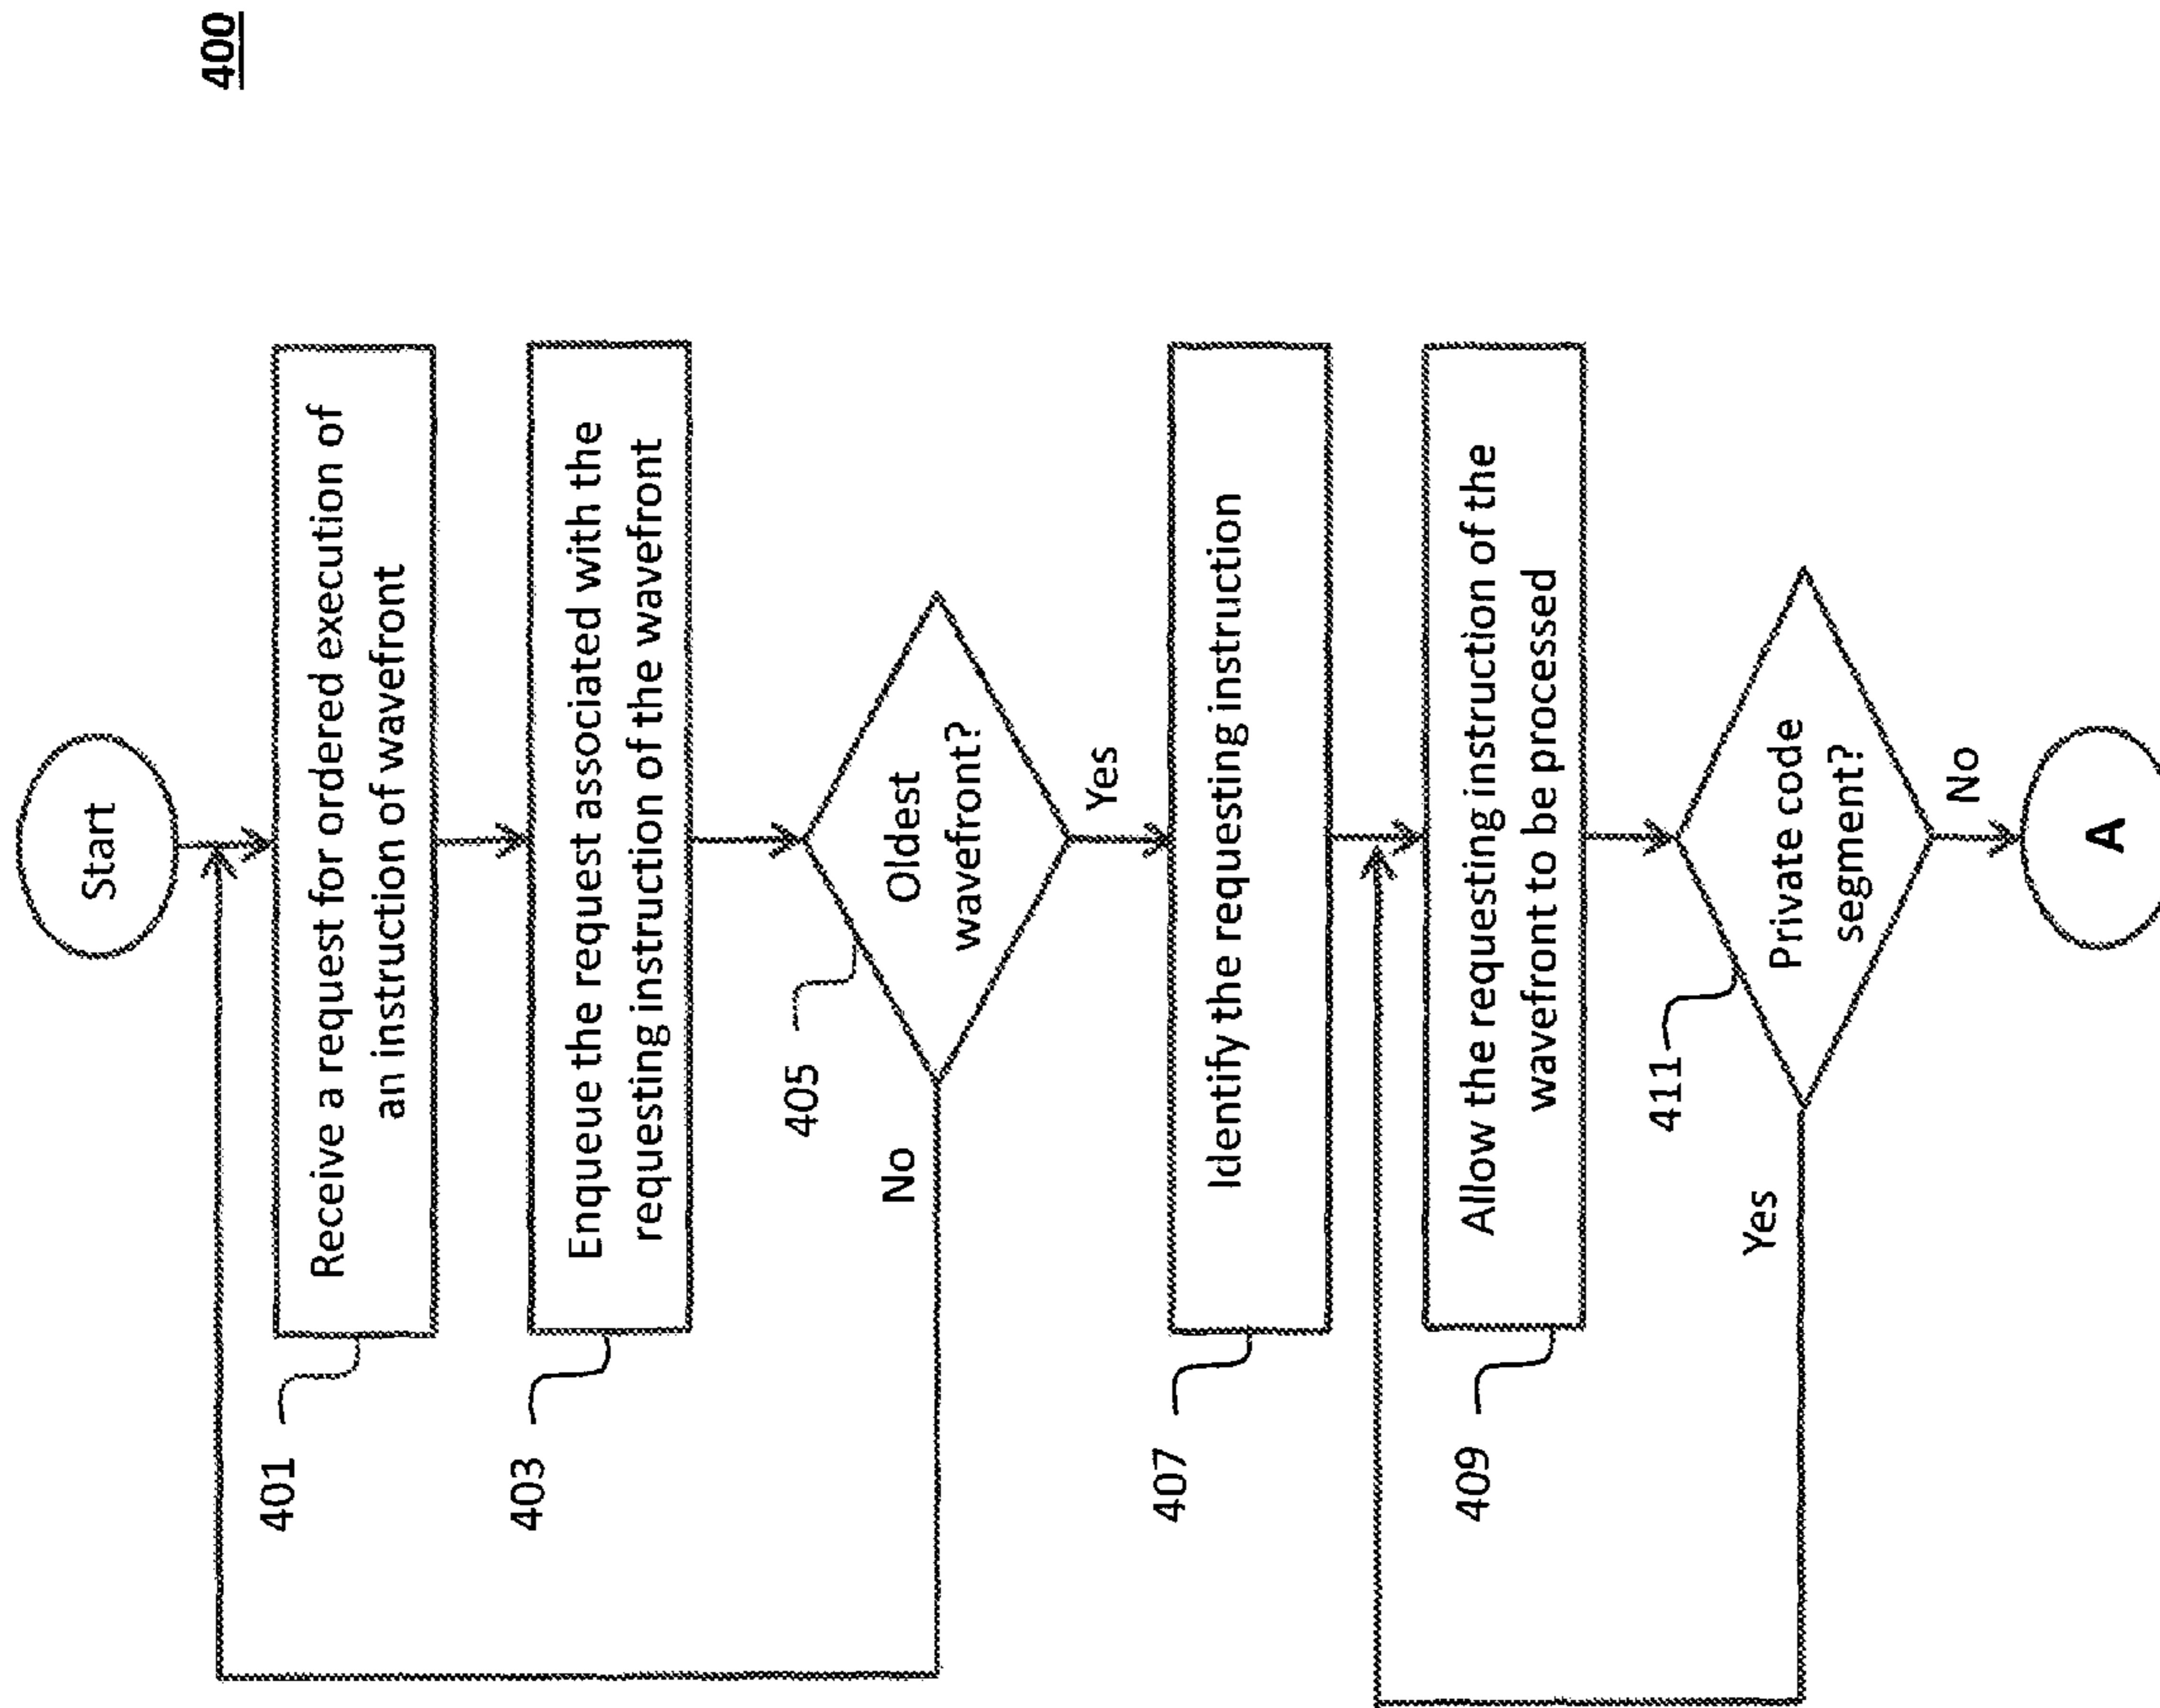 400
Start
Receive a request for ordered execution of
an instruction of wavefront
401
Enqueue the request associated with the
requesting instruction of the wavefront
403
Oldest
wavefront?
405
No
Yes
Identify the requesting instruction
407
Allow the requesting instruction of the
wavefront to be processed
409
Private code
segment?
411
Yes
No
A